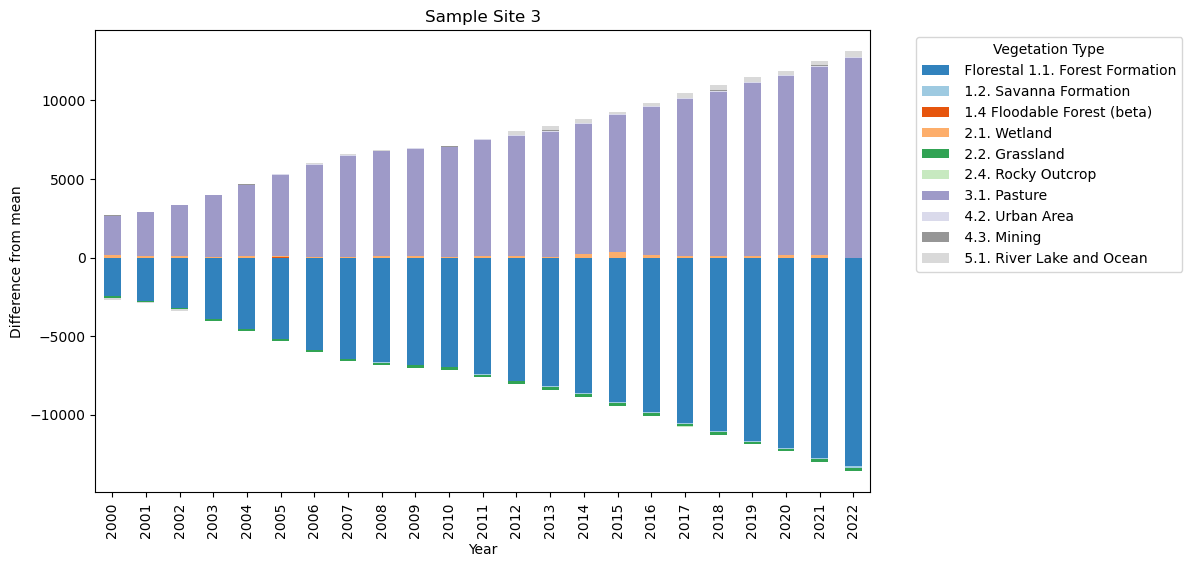 Sample Site 3
Difference from mean
10000
5000
0
−5000
−10000
2000 2001 2002 2003 2004 2005 2006 2007 2008 2009 2010 2011 2012 2013 2014 2015 2016 2017 2018 2019 2020 2021 2022
Year
Vegetation Type
Florestal 1.1. Forest Formation
1.2. Savanna Formation
1.4 Floodable Forest (beta)
2.1. Wetland
2.2. Grassland
2.4. Rocky Outcrop
3.1. Pasture
4.2. Urban Area
4.3. Mining
5.1. River Lake and Ocean